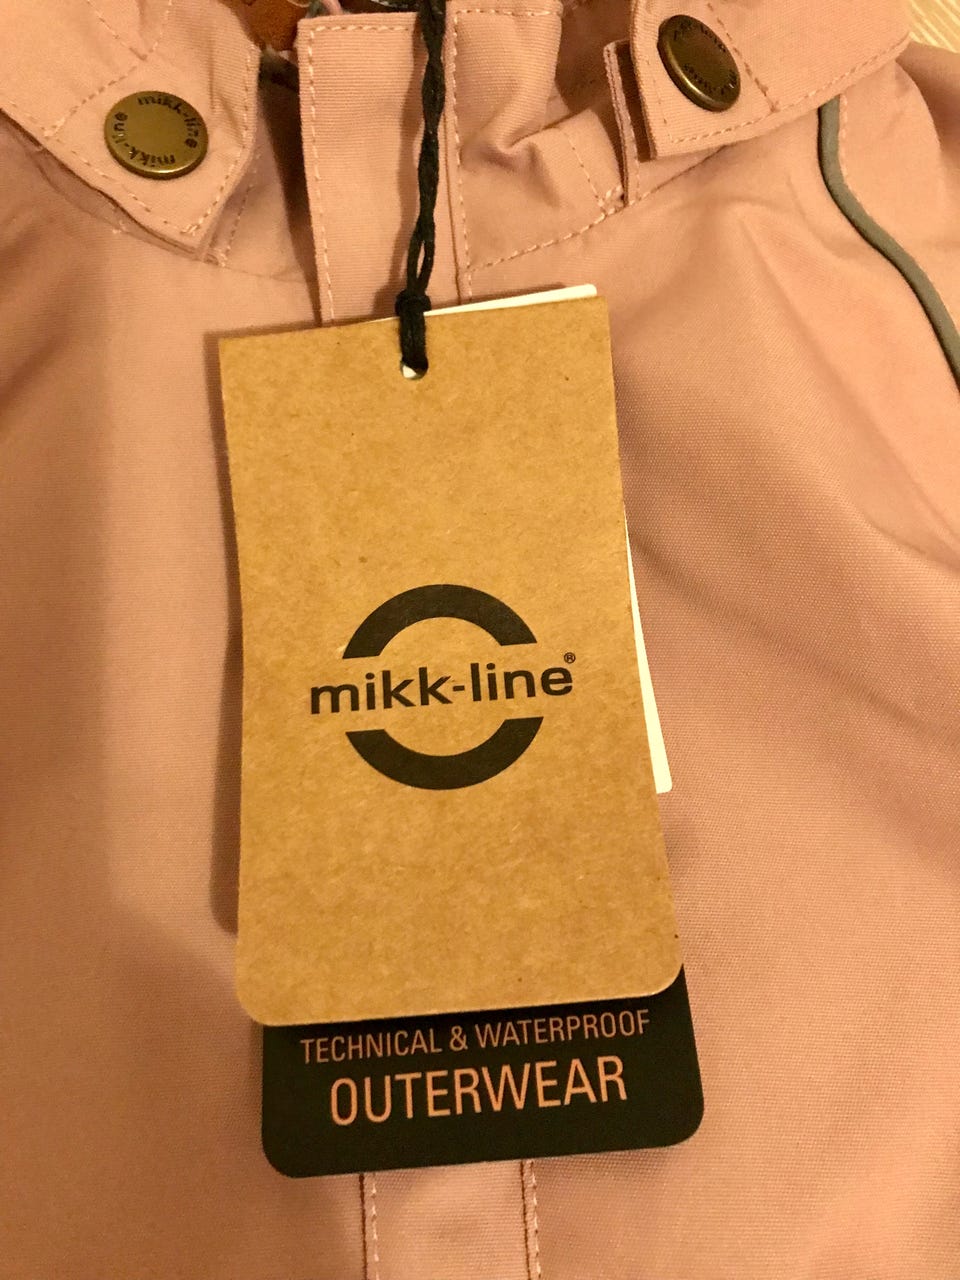 mikk-line
mikk-line
mikk-line®
TECHNICAL & WATERPROOF
OUTERWEAR